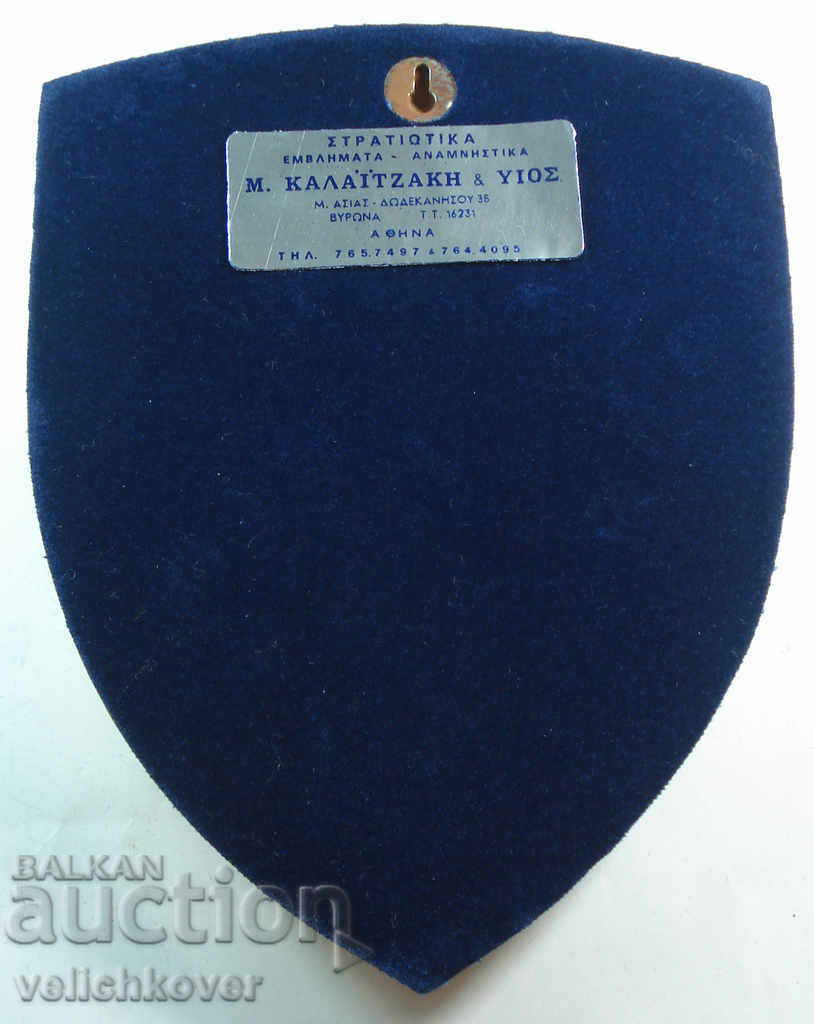 ΣΤΡΑΤΙΩΤΙΚΑ
ΕΜΒΛΗΜΑΤΑ - ΑΝΑΜΝΗΣΤΙΚΑ
Μ. ΚΑΛΑΪΤΖΑΚΗ & ΥΙΟΣ
Μ. ΑΣΙΑΣ - ΔΩΔΕΚΑΝΗΣΟΥ 35
ΒΥΡΩΝΑ Τ Τ. 16231
ΑΘΗΝΑ
ΤΗΛ. 765.7497 & 764.4095
BALKAN
auction
velichkover